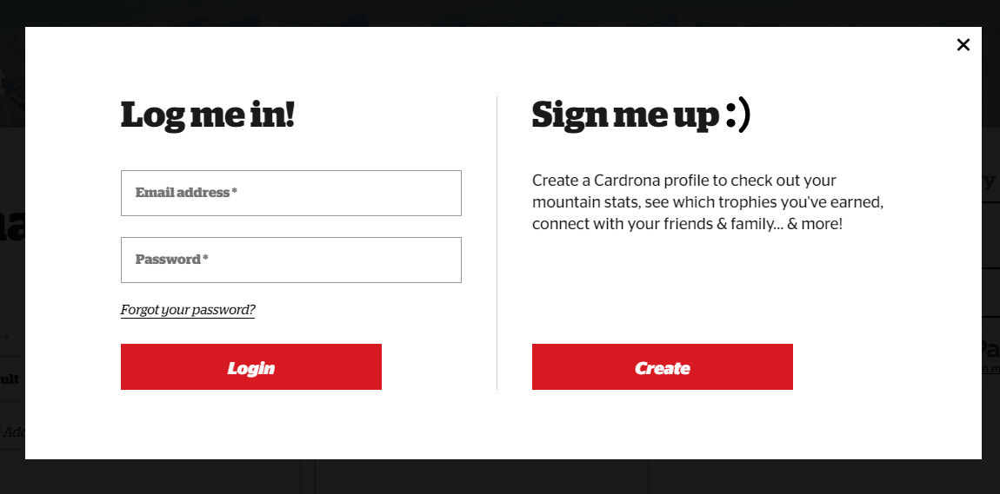 Log me in!
Email address *
Password *
Forgot your password?
Login
Sign me up :)
Create a Cardrona profile to check out your
mountain stats, see which trophies you've earned,
connect with your friends & family... & more!
Create